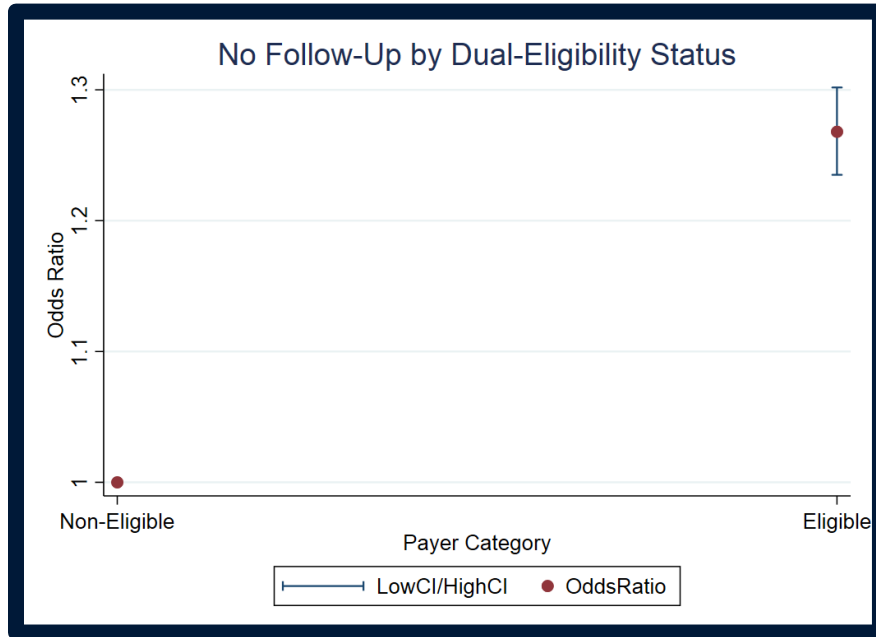 No Follow-Up by Dual-Eligibility Status
Odds Ratio
1.3
1.2
1.1
1
Non-Eligible
Eligible
Payer Category
LowCI/HighCI
OddsRatio